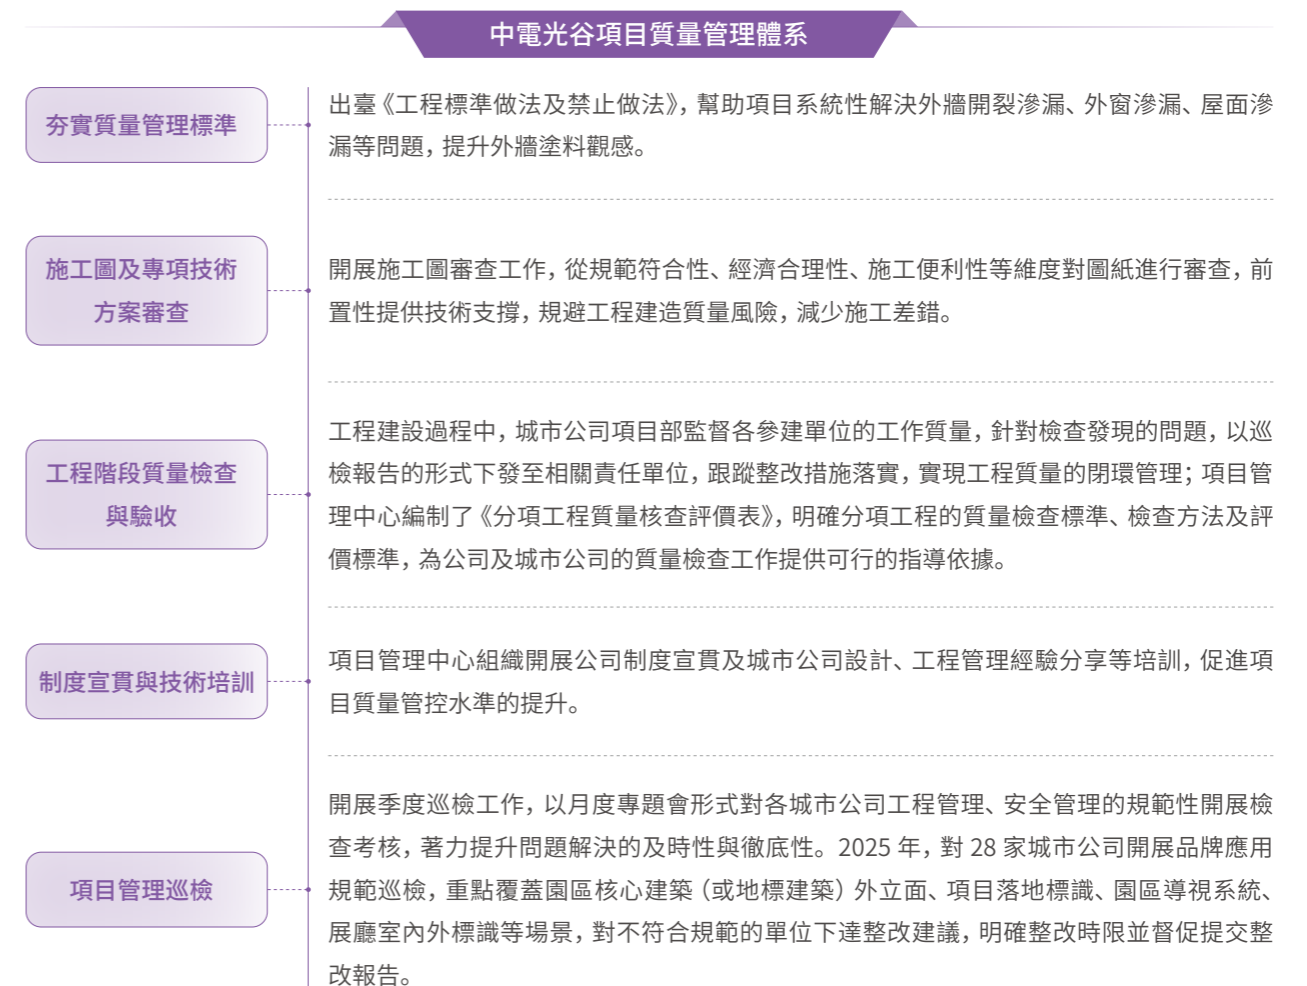 中電光谷項目質量管理體系
夯實質量管理標準
出臺《工程標準做法及禁止做法》，幫助項目系統性解決外牆開裂滲漏、外窗滲漏、屋面滲
漏等問題，提升外牆塗料觀感。
施工圖及專項技術
方案審查
開展施工圖審查工作，從規範符合性、經濟合理性、施工便利性等維度對圖紙進行審查，前
置性提供技術支撐，規避工程建造質量風險，減少施工差錯。
工程階段質量檢查
與驗收
工程建設過程中，城市公司項目部監督各參建單位的工作質量，針對檢查發現的問題，以巡
檢報告的形式下發至相關責任單位，跟蹤整改措施落實，實現工程質量的閉環管理；項目管
理中心編制了《分項工程質量核查評價表》，明確分項工程的質量檢查標準、檢查方法及評
價標準，為公司及城市公司的質量檢查工作提供可行的指導依據。
制度宣貫與技術培訓
項目管理中心組織開展公司制度宣貫及城市公司設計、工程管理經驗分享等培訓，促進項
目質量管控水準的提升。
項目管理巡檢
開展季度巡檢工作，以月度專題會形式對各城市公司工程管理、安全管理的規範性開展檢
查考核，著力提升問題解決的及時性與徹底性。2025 年，對 28 家城市公司開展品牌應用
規範巡檢，重點覆蓋園區核心建築（或地標建築）外立面、項目落地標識、園區導視系統、
展廳室內外標識等場景，對不符合規範的單位下達整改建議，明確整改時限並督促提交整
改報告。